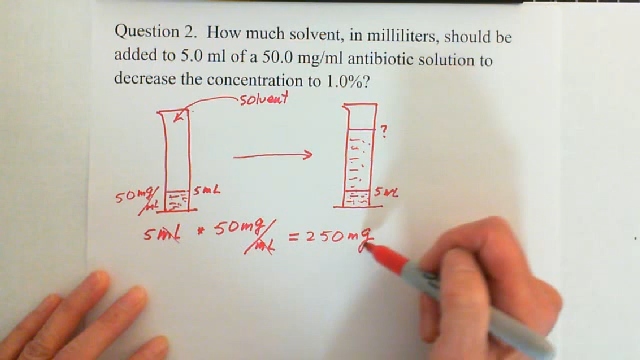 Question 2. How much solvent, in milliliters, should be
added to 5.0 ml of a 50.0 mg/ml antibiotic solution to
decrease the concentration to 1.0%?
solvent
?
50mg/mL
5mL
5mL
5mL * 50mg/mL = 250mg